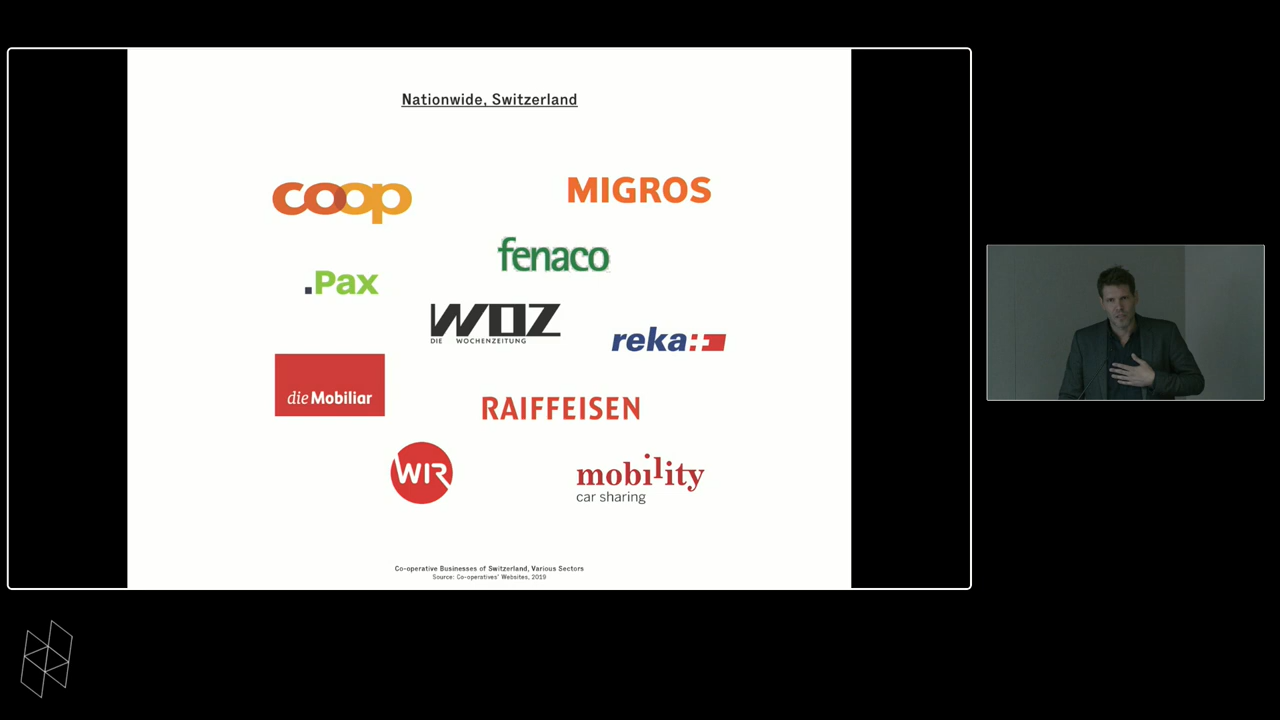 Nationwide, Switzerland
coop
MIGROS
fenaco
.Pax
WOZ
DIE WOCHENZEITUNG
reka
die Mobiliar
RAIFFEISEN
WIR
mobility
car sharing
Co-operative Businesses of Switzerland, Various Sectors
Source: Co-operatives' Websites, 2019